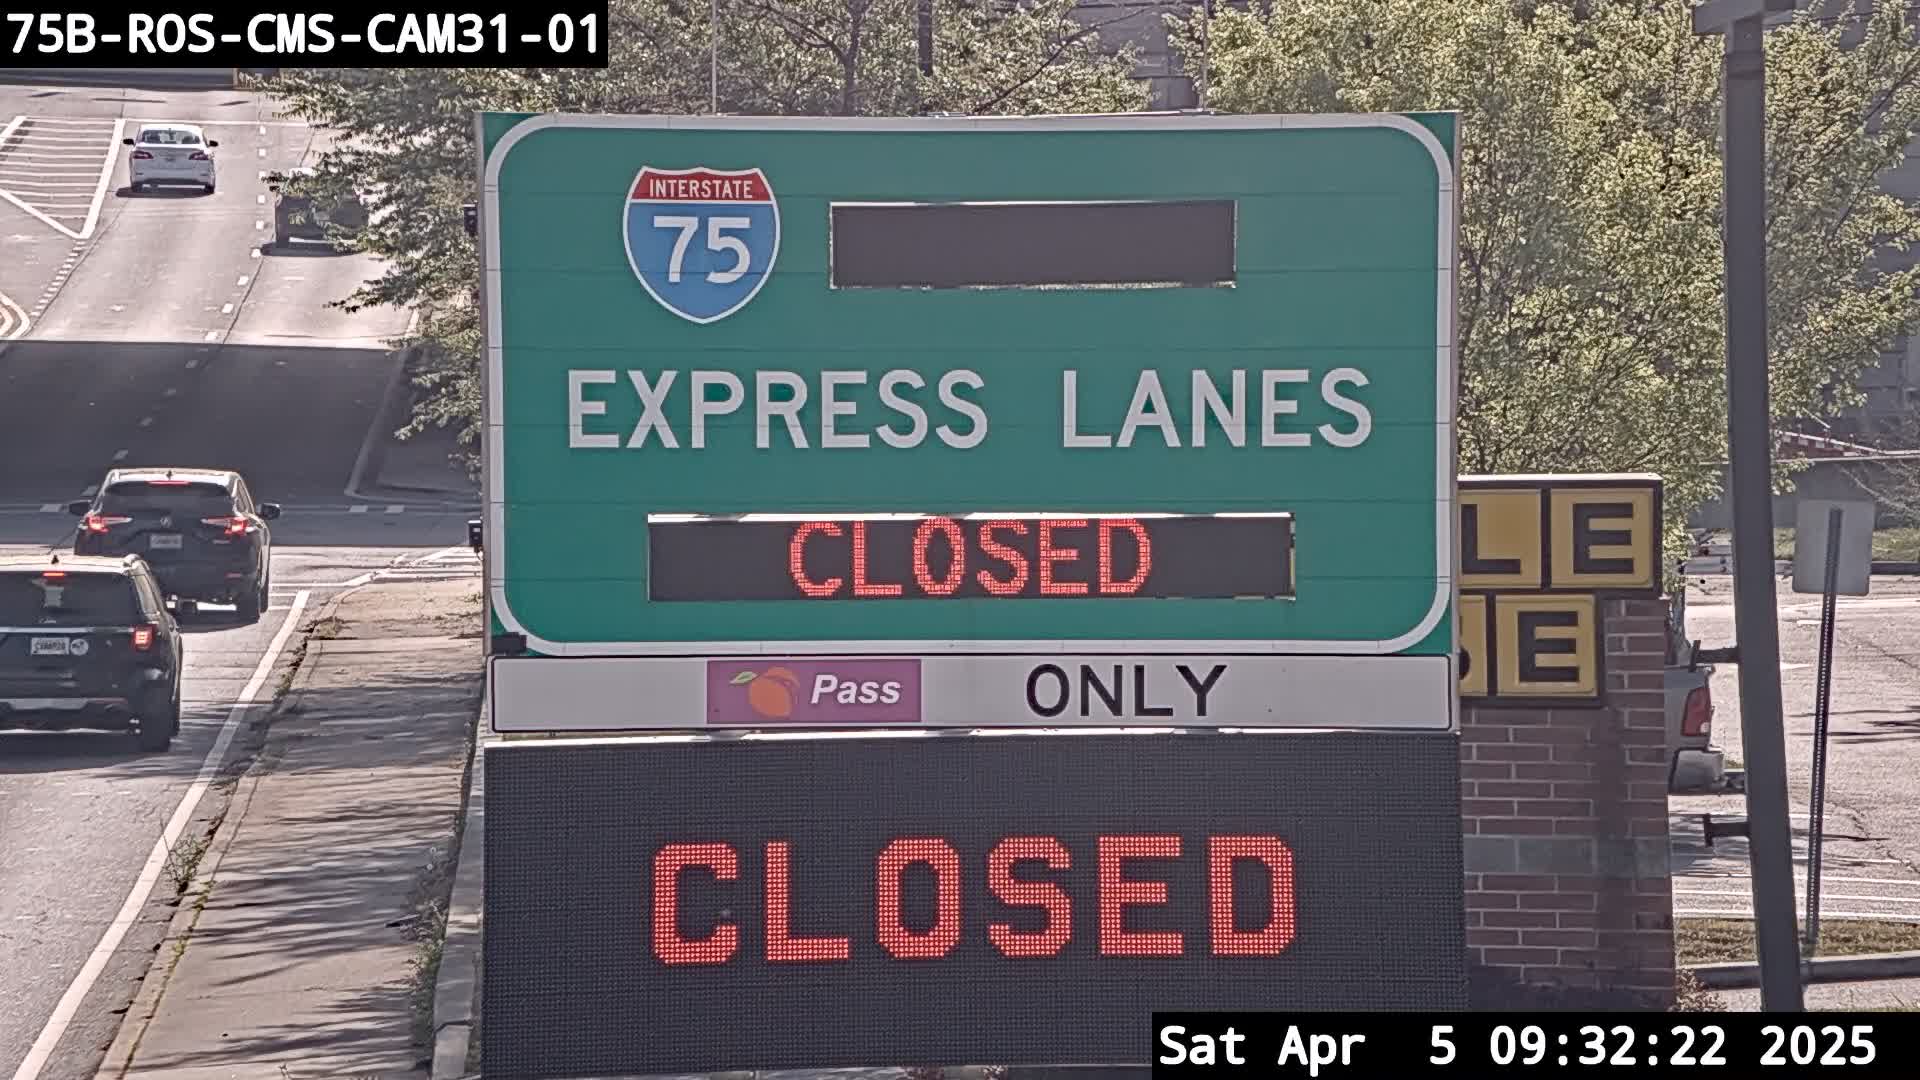 75B-ROS-CMS-CAM31-01
INTERSTATE
75
EXPRESS LANES
CLOSED
Pass ONLY
CLOSED
LE
E
Sat Apr 5 09:32:22 2025